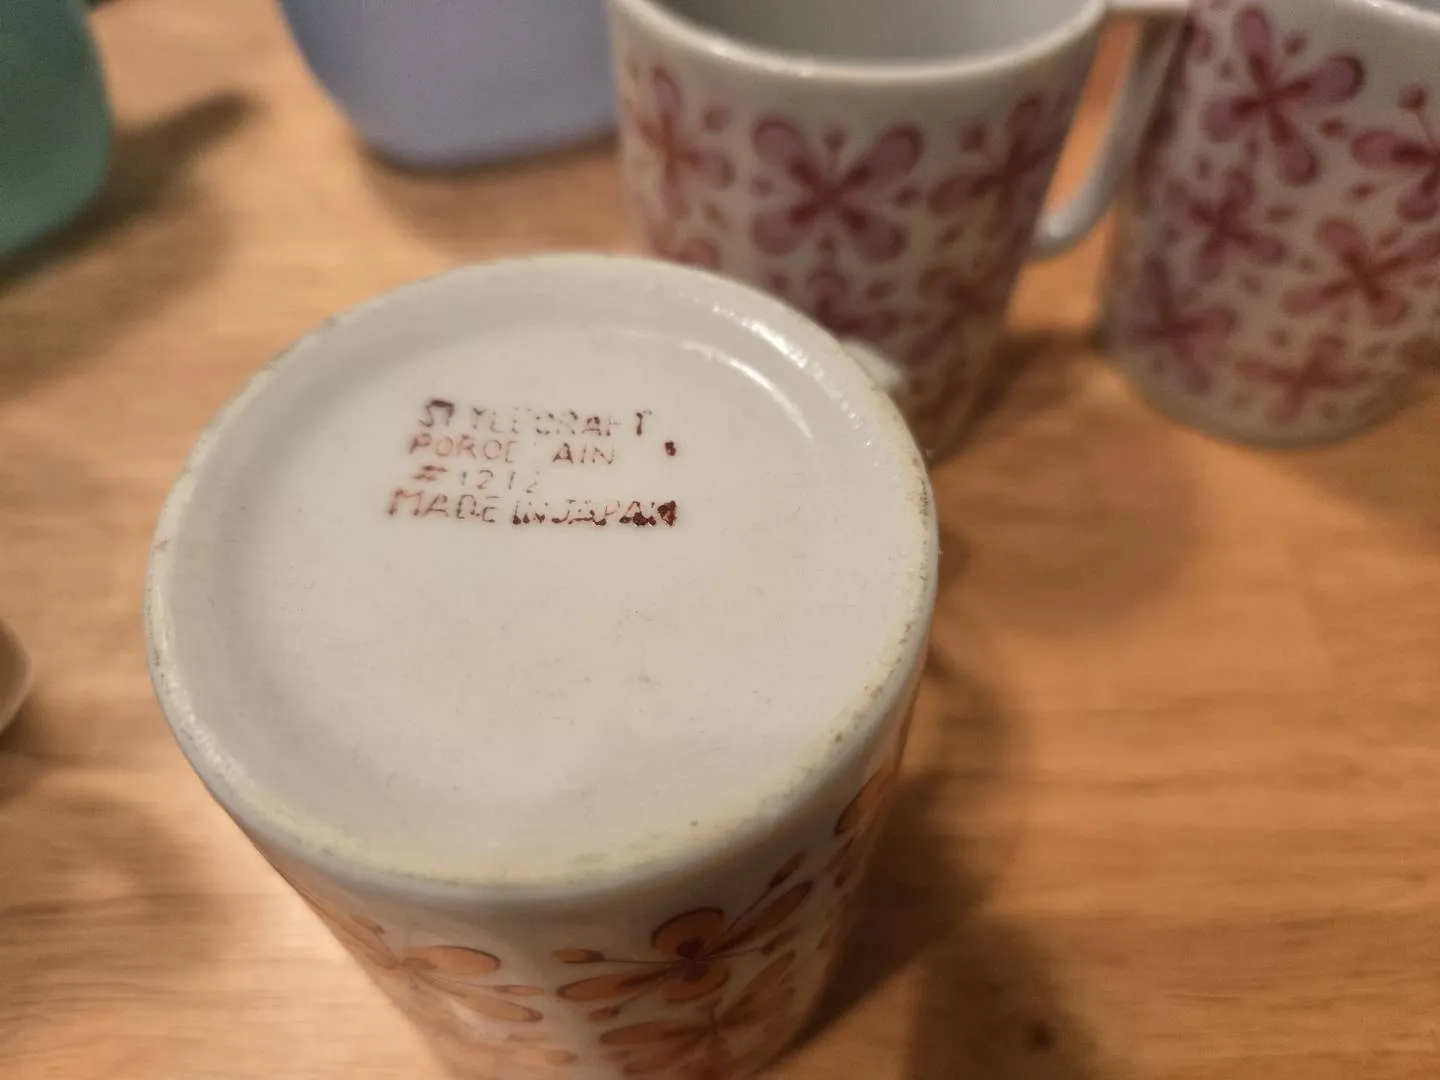 STYLECRAFT
PORCELAIN
#1212
MADE IN JAPAN